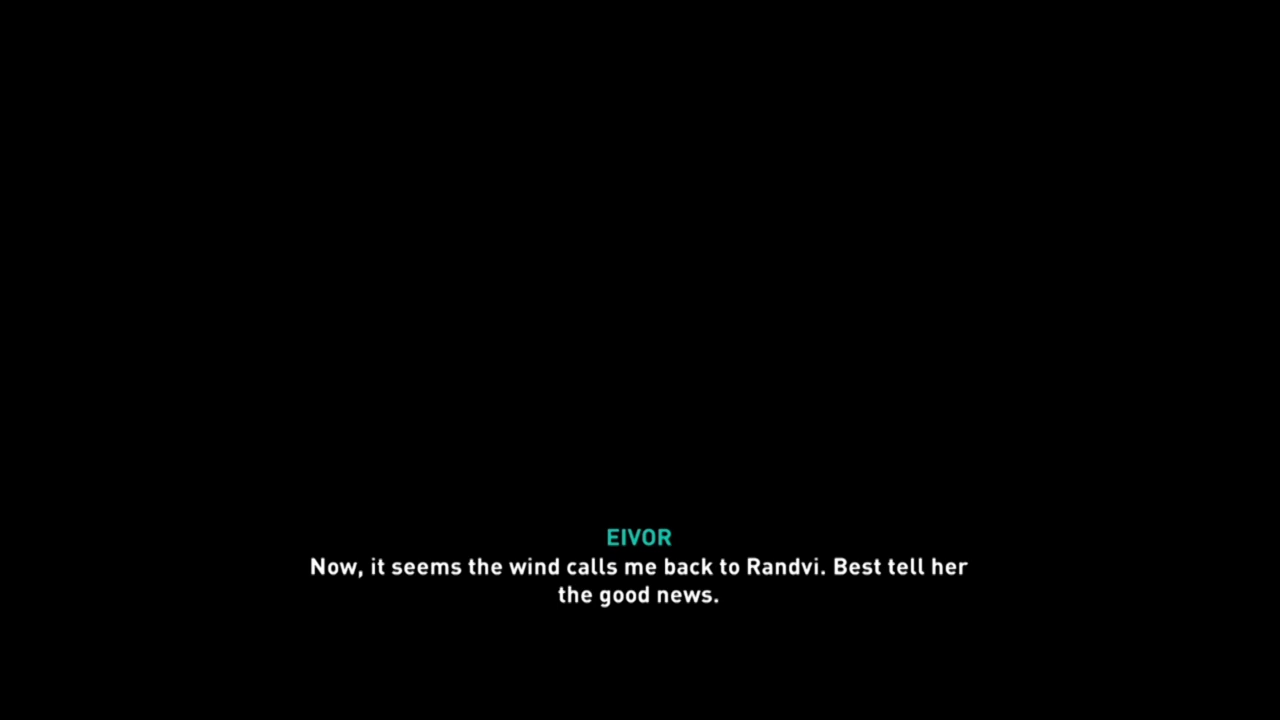 EIVOR
Now, it seems the wind calls me back to Randvi. Best tell her
the good news.